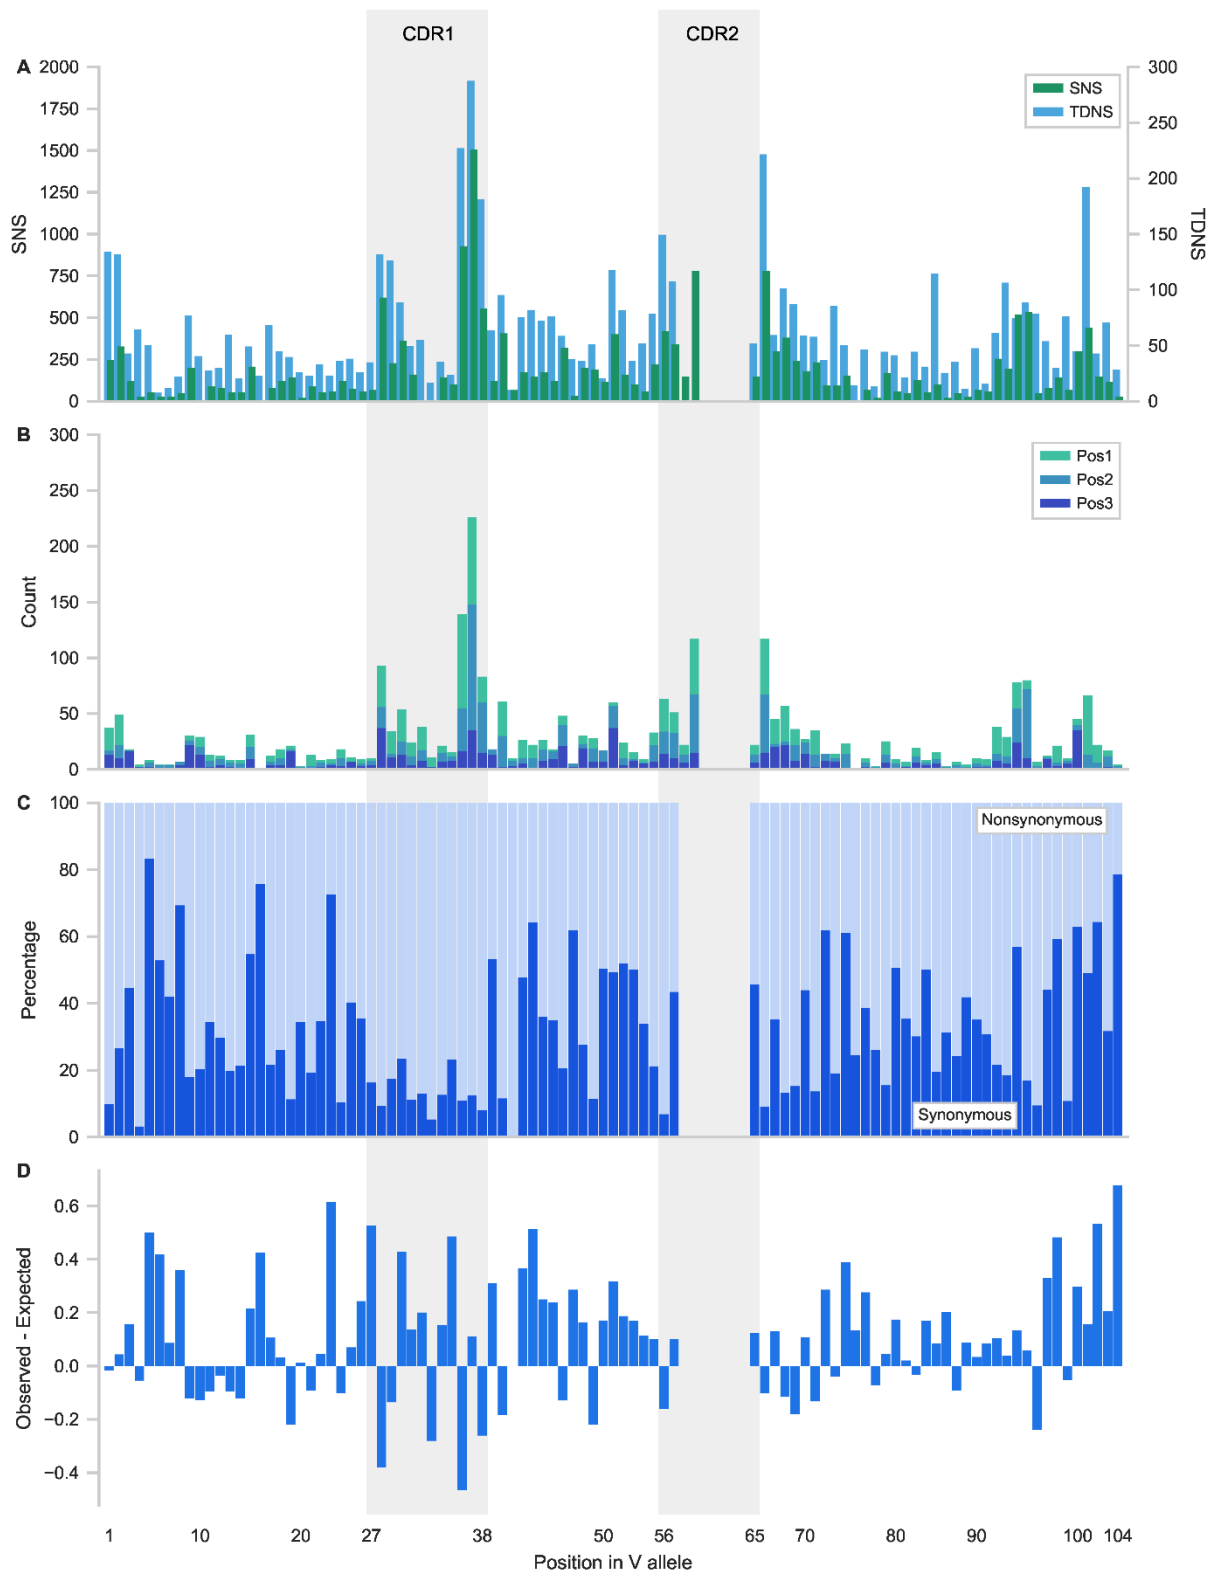 CDR1
CDR2
A
2000
1750
1500
1250
1000
750
500
250
0
SNS
300
250
200
150
100
50
0
TDNS
SNS
TDNS
B
300
250
200
150
100
50
0
Count
Pos1
Pos2
Pos3
C
100
80
60
40
20
0
Percentage
Nonsynonymous
Synonymous
D
0.6
0.4
0.2
0.0
−0.2
−0.4
Observed - Expected
1 10 20 27 38 50 56 65 70 80 90 100 104
Position in V allele